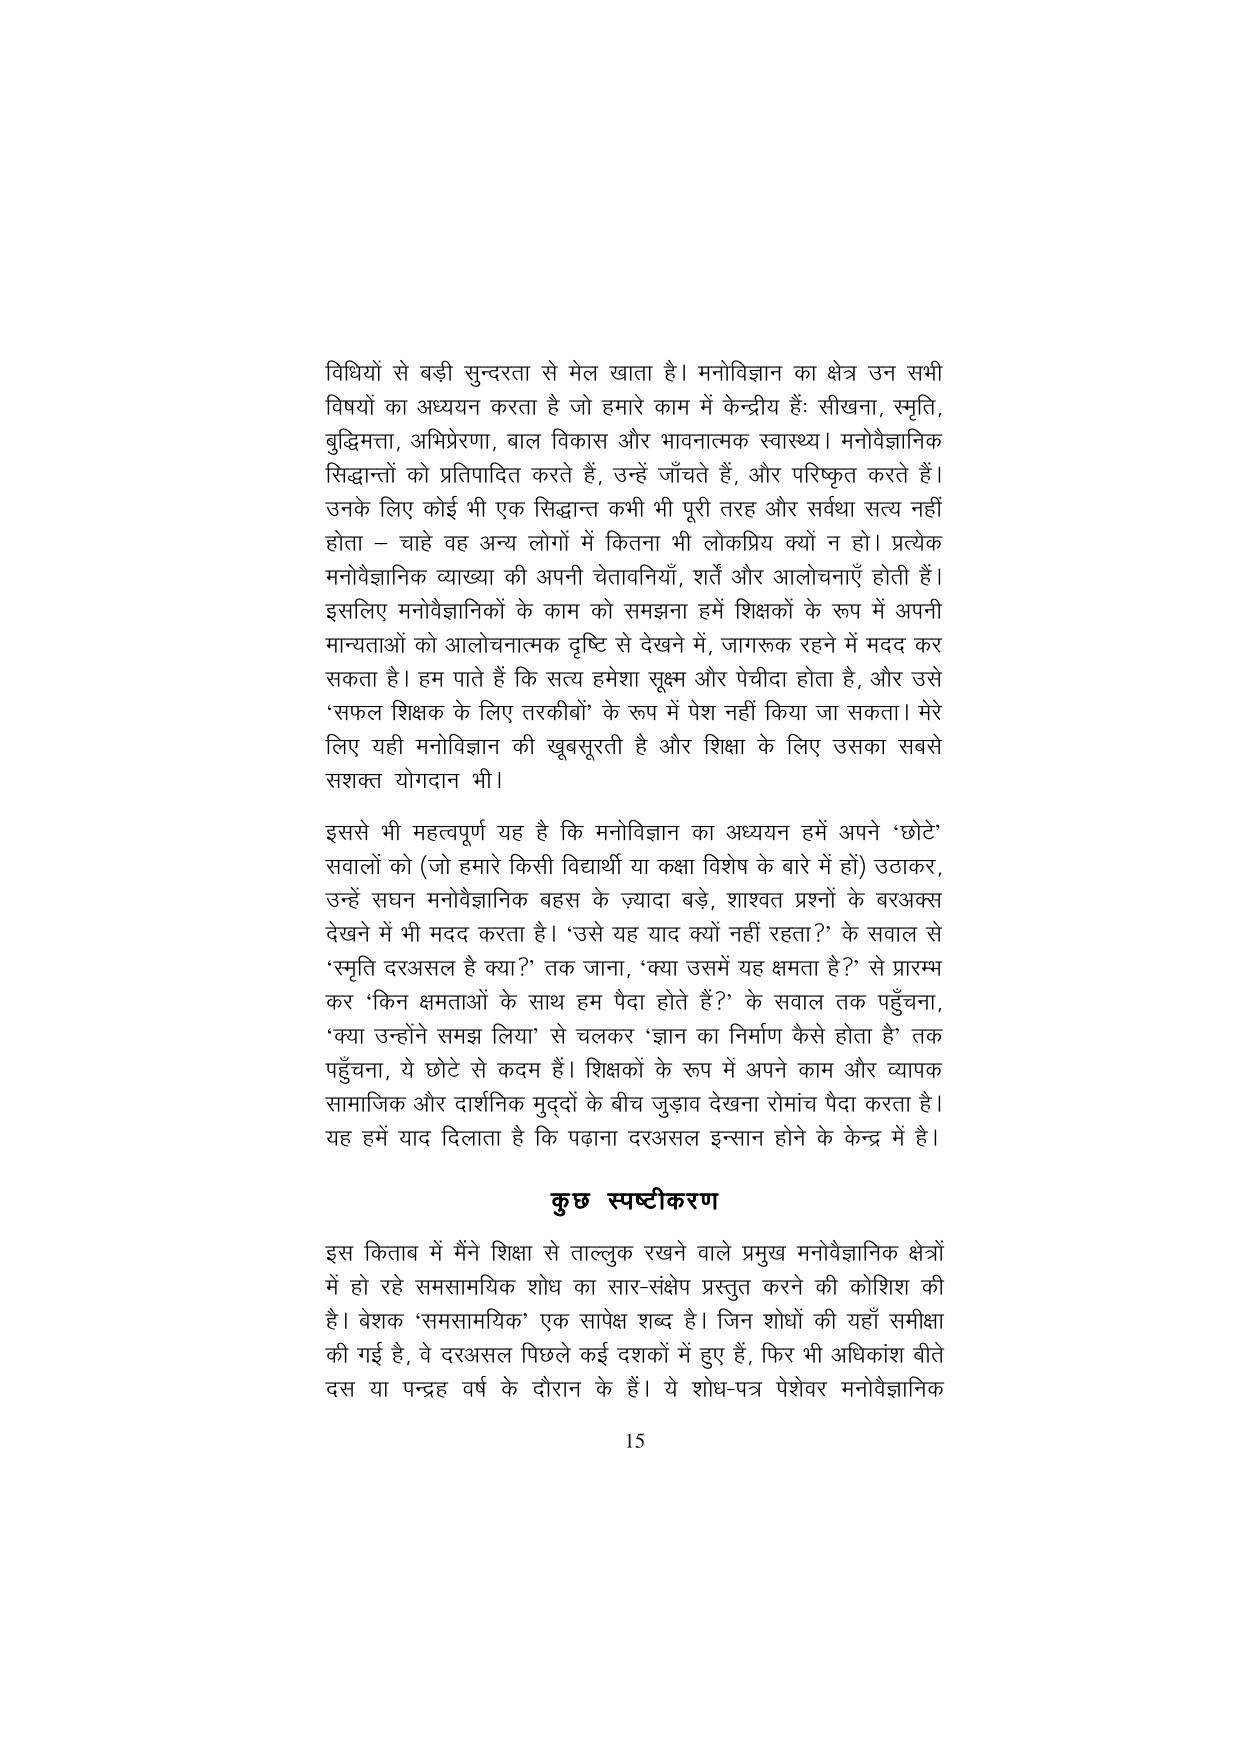 विधियों से बड़ी सुन्दरता से मेल खाता है। मनोविज्ञान का क्षेत्र उन सभी
विषयों का अध्ययन करता है जो हमारे काम में केन्द्रीय हैंः सीखना, स्मृति,
बुद्धिमत्ता, अभिप्रेरणा, बाल विकास और भावनात्मक स्वास्थ्य। मनोवैज्ञानिक
सिद्धान्तों को प्रतिपादित करते हैं, उन्हें जाँचते हैं, और परिष्कृत करते हैं।
उनके लिए कोई भी एक सिद्धान्त कभी भी पूरी तरह और सर्वथा सत्य नहीं
होता – चाहे वह अन्य लोगों में कितना भी लोकप्रिय क्यों न हो। प्रत्येक
मनोवैज्ञानिक व्याख्या की अपनी चेतावनियाँ, शर्तें और आलोचनाएँ होती हैं।
इसलिए मनोवैज्ञानिकों के काम को समझना हमें शिक्षकों के रूप में अपनी
मान्यताओं को आलोचनात्मक दृष्टि से देखने में, जागरूक रहने में मदद कर
सकता है। हम पाते हैं कि सत्य हमेशा सूक्ष्म और पेचीदा होता है, और उसे
‘सफल शिक्षक के लिए तरकीबों’ के रूप में पेश नहीं किया जा सकता। मेरे
लिए यही मनोविज्ञान की खूबसूरती है और शिक्षा के लिए उसका सबसे
सशक्त योगदान भी।
इससे भी महत्वपूर्ण यह है कि मनोविज्ञान का अध्ययन हमें अपने ‘छोटे’
सवालों को (जो हमारे किसी विद्यार्थी या कक्षा विशेष के बारे में हों) उठाकर,
उन्हें सघन मनोवैज्ञानिक बहस के ज़्यादा बड़े, शाश्वत प्रश्नों के बरअक्स
देखने में भी मदद करता है। ‘उसे यह याद क्यों नहीं रहता?’ के सवाल से
‘स्मृति दरअसल है क्या?’ तक जाना, ‘क्या उसमें यह क्षमता है?’ से प्रारम्भ
कर ‘किन क्षमताओं के साथ हम पैदा होते हैं?’ के सवाल तक पहुँचना,
‘क्या उन्होंने समझ लिया’ से चलकर ‘ज्ञान का निर्माण कैसे होता है’ तक
पहुँचना, ये छोटे से कदम हैं। शिक्षकों के रूप में अपने काम और व्यापक
सामाजिक और दार्शनिक मुद्‌दों के बीच जुड़ाव देखना रोमांच पैदा करता है।
यह हमें याद दिलाता है कि पढ़ाना दरअसल इन्सान होने के केन्द्र में है।
कुछ स्पष्टीकरण
इस किताब में मैंने शिक्षा से ताल्लुक रखने वाले प्रमुख मनोवैज्ञानिक क्षेत्रों
में हो रहे समसामयिक शोध का सार-संक्षेप प्रस्तुत करने की कोशिश की
है। बेशक ‘समसामयिक’ एक सापेक्ष शब्द है। जिन शोधों की यहाँ समीक्षा
की गई है, वे दरअसल पिछले कई दशकों में हुए हैं, फिर भी अधिकांश बीते
दस या पन्द्रह वर्ष के दौरान के हैं। ये शोध-पत्र पेशेवर मनोवैज्ञानिक
15